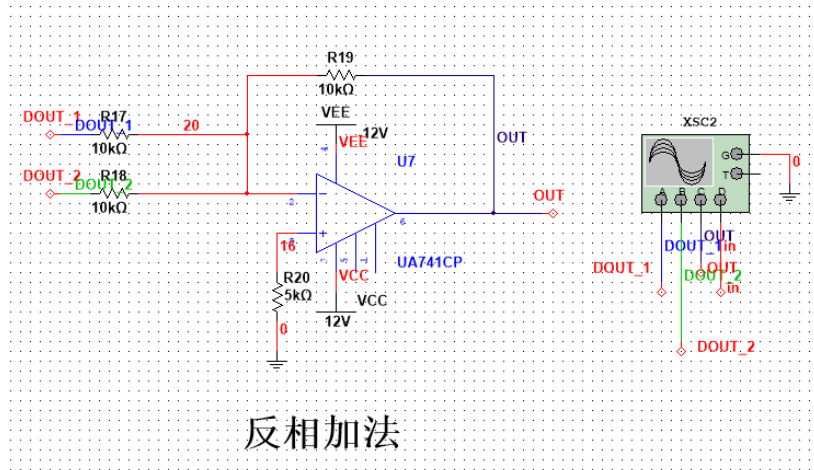 R19
10kΩ
VEE
-12V
VEE
4
U7
DOUT_1
DOUT_1
R17
10kΩ
20
DOUT_2
DOUT_2
R18
10kΩ
2
6
OUT
OUT
16
7
5
1
UA741CP
VCC
VCC
12V
R20
5kΩ
0
XSC2
G
T
A
B
C
D
0
OUT
DOUT_1
in
DOUT_1
OUT
DOUT_2
in
DOUT_2
反相加法